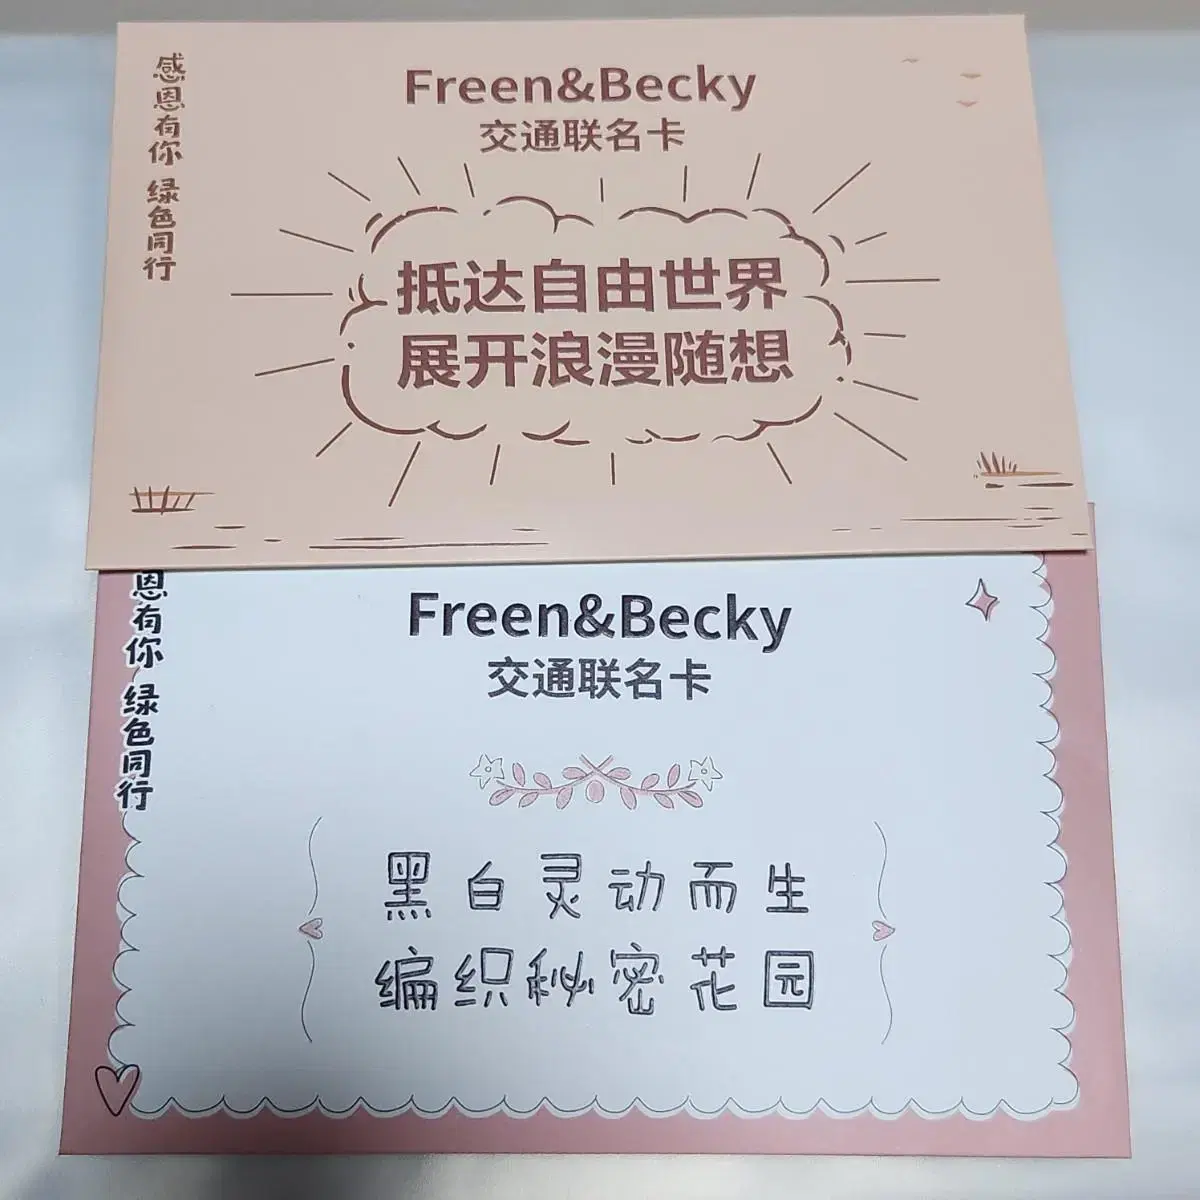 感恩有你 绿色同行
Freen&Becky
交通联名卡
抵达自由世界
展开浪漫随想
恩有你 绿色同行
Freen&Becky
交通联名卡
黑白灵动而生
编织秘密花园